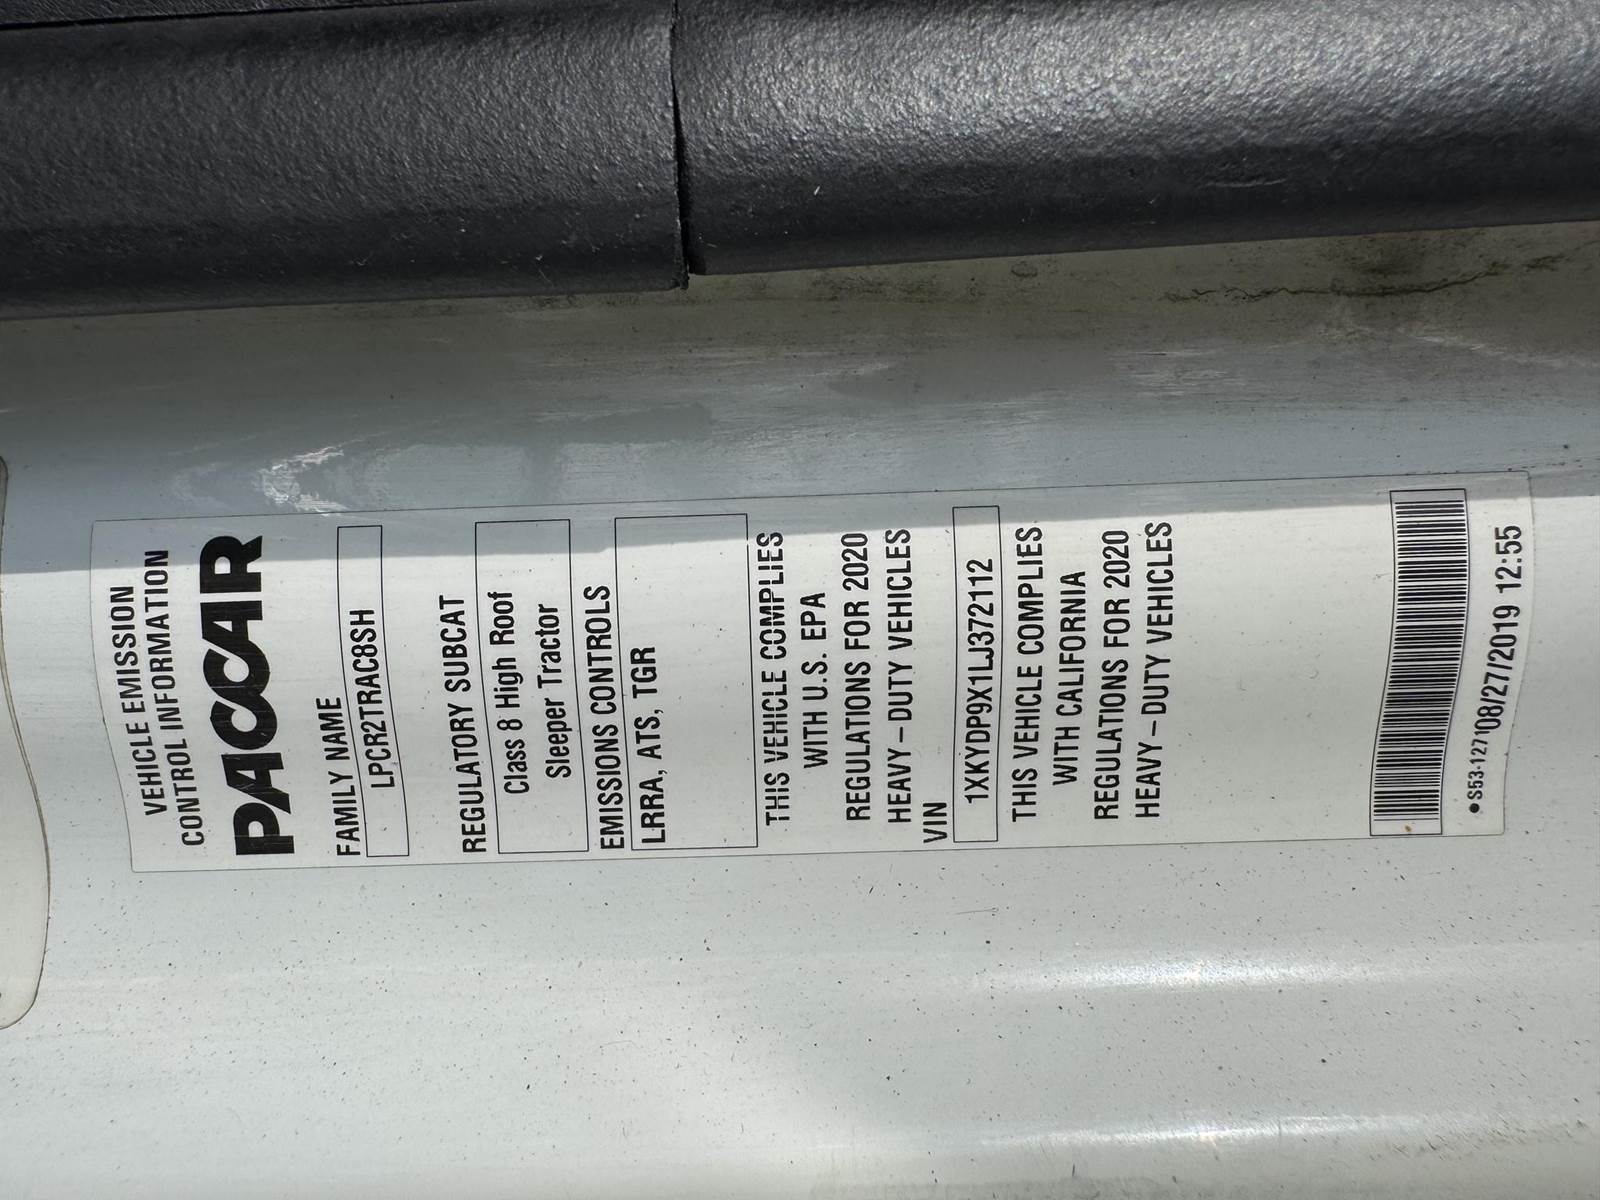 VEHICLE EMISSION
CONTROL INFORMATION
PACCAR
FAMILY NAME
LPCR2TRAC8SH
REGULATORY SUBCAT
Class 8 High Roof
Sleeper Tractor
EMISSIONS CONTROLS
LRRA, ATS, TGR
THIS VEHICLE COMPLIES
WITH U.S. EPA
REGULATIONS FOR 2020
HEAVY-DUTY VEHICLES
VIN
1XKYDP9X1LJ372112
THIS VEHICLE COMPLIES
WITH CALIFORNIA
REGULATIONS FOR 2020
HEAVY-DUTY VEHICLES
•S53-1271 08/27/2019 12:55